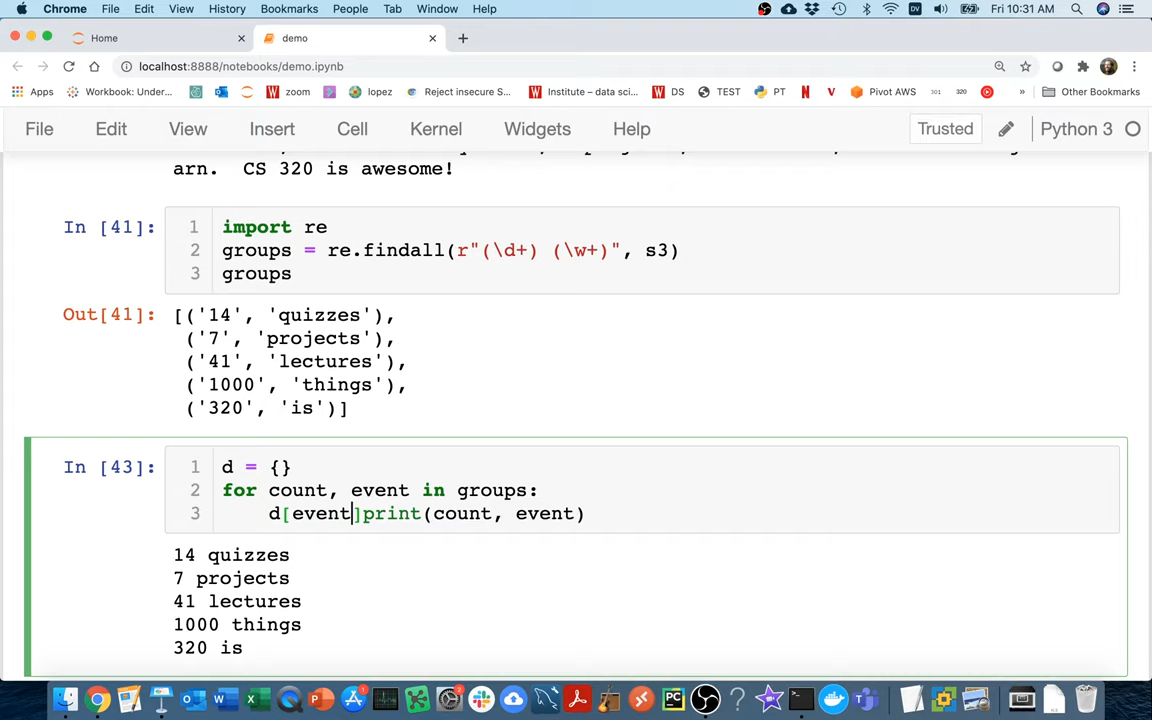 Chrome File Edit View History Bookmarks People Tab Window Help DV Fri 10:31 AM
Home demo
localhost:8888/notebooks/demo.ipynb
Apps Workbook: Under... zoom lopez Reject insecure S... Institute – data sci... DS TEST PT Pivot AWS 301 320 » Other Bookmarks
File Edit View Insert Cell Kernel Widgets Help Trusted Python 3
arn. CS 320 is awesome!
In [41]: 1 import re
2 groups = re.findall(r"(\d+) (\w+)", s3)
3 groups
Out[41]: [('14', 'quizzes'),
('7', 'projects'),
('41', 'lectures'),
('1000', 'things'),
('320', 'is')]
In [43]: 1 d = {}
2 for count, event in groups:
3 d[event]print(count, event)
14 quizzes
7 projects
41 lectures
1000 things
320 is